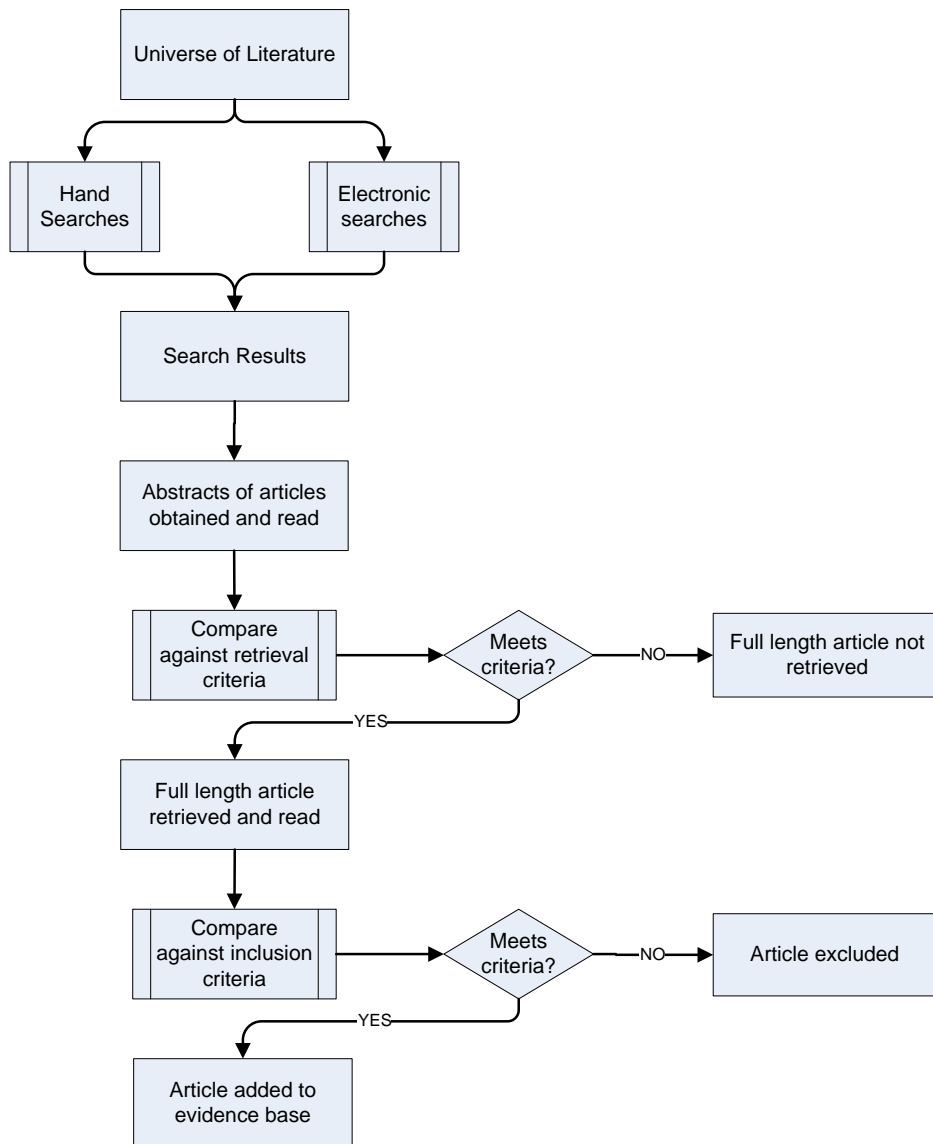 Universe of Literature
Hand
Searches
Electronic
searches
Search Results
Abstracts of articles
obtained and read
Compare
against retrieval
criteria
Meets
criteria?
NO
Full length article not
retrieved
YES
Full length article
retrieved and read
Compare
against inclusion
criteria
Meets
criteria?
NO
Article excluded
YES
Article added to
evidence base